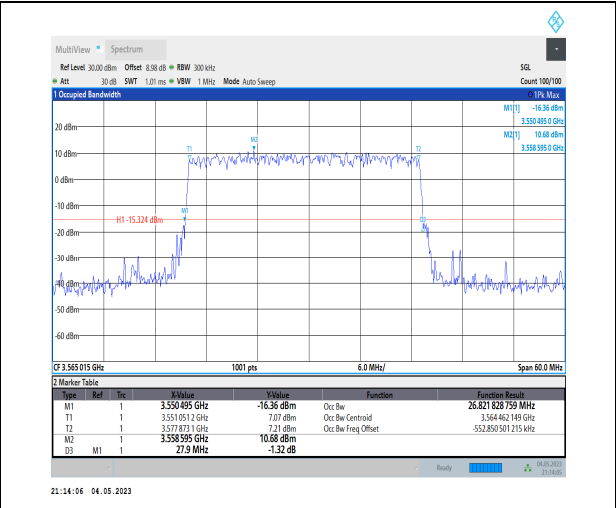 MultiView Spectrum
Ref Level 30.00 dBm Offset 8.98 dB RBW 300 kHz SGL
Att 30 dB SWT 1.01 ms VBW 1 MHz Mode Auto Sweep Count 100/100
1 Occupied Bandwidth 1Pk Max
M1[1] -16.36 dBm
3.550 495 0 GHz
M2[1] 10.68 dBm
3.558 595 0 GHz
20 dBm
M2
T1
T2
10 dBm
0 dBm
-10 dBm
M1
H1 -15.324 dBm
D3
-20 dBm
-30 dBm
-40 dBm
-50 dBm
-60 dBm
CF 3.565 015 GHz 1001 pts 6.0 MHz/ Span 60.0 MHz
2 Marker Table
Type Ref Trc X-Value Y-Value Function Function Result
M1 1 3.550 495 GHz -16.36 dBm Occ Bw 26.821 828 759 MHz
T1 1 3.551 051 2 GHz 7.07 dBm Occ Bw Centroid 3.564 462 149 GHz
T2 1 3.577 873 1 GHz 7.21 dBm Occ Bw Freq Offset -552.850 501 215 kHz
M2 1 3.558 595 GHz 10.68 dBm
D3 M1 1 27.9 MHz -1.32 dB
Ready 04.05.2023
21:14:05
21:14:06 04.05.2023